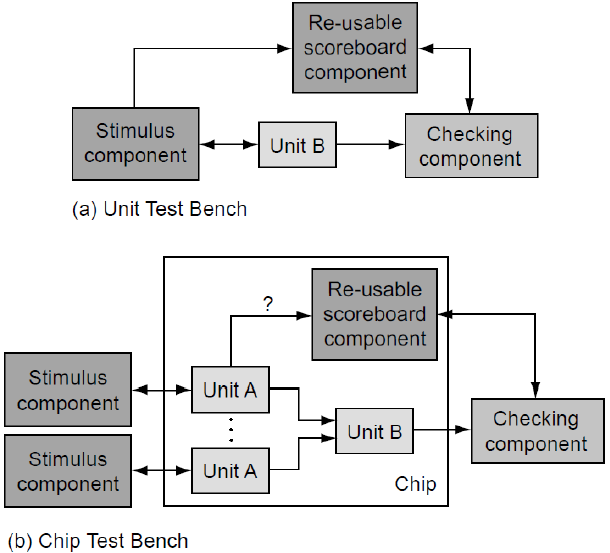 Re-usable
scoreboard
component
Stimulus
component
Unit B
Checking
component
(a) Unit Test Bench
?
Re-usable
scoreboard
component
Stimulus
component
Unit A
Unit B
Checking
component
Stimulus
component
Unit A
Chip
(b) Chip Test Bench